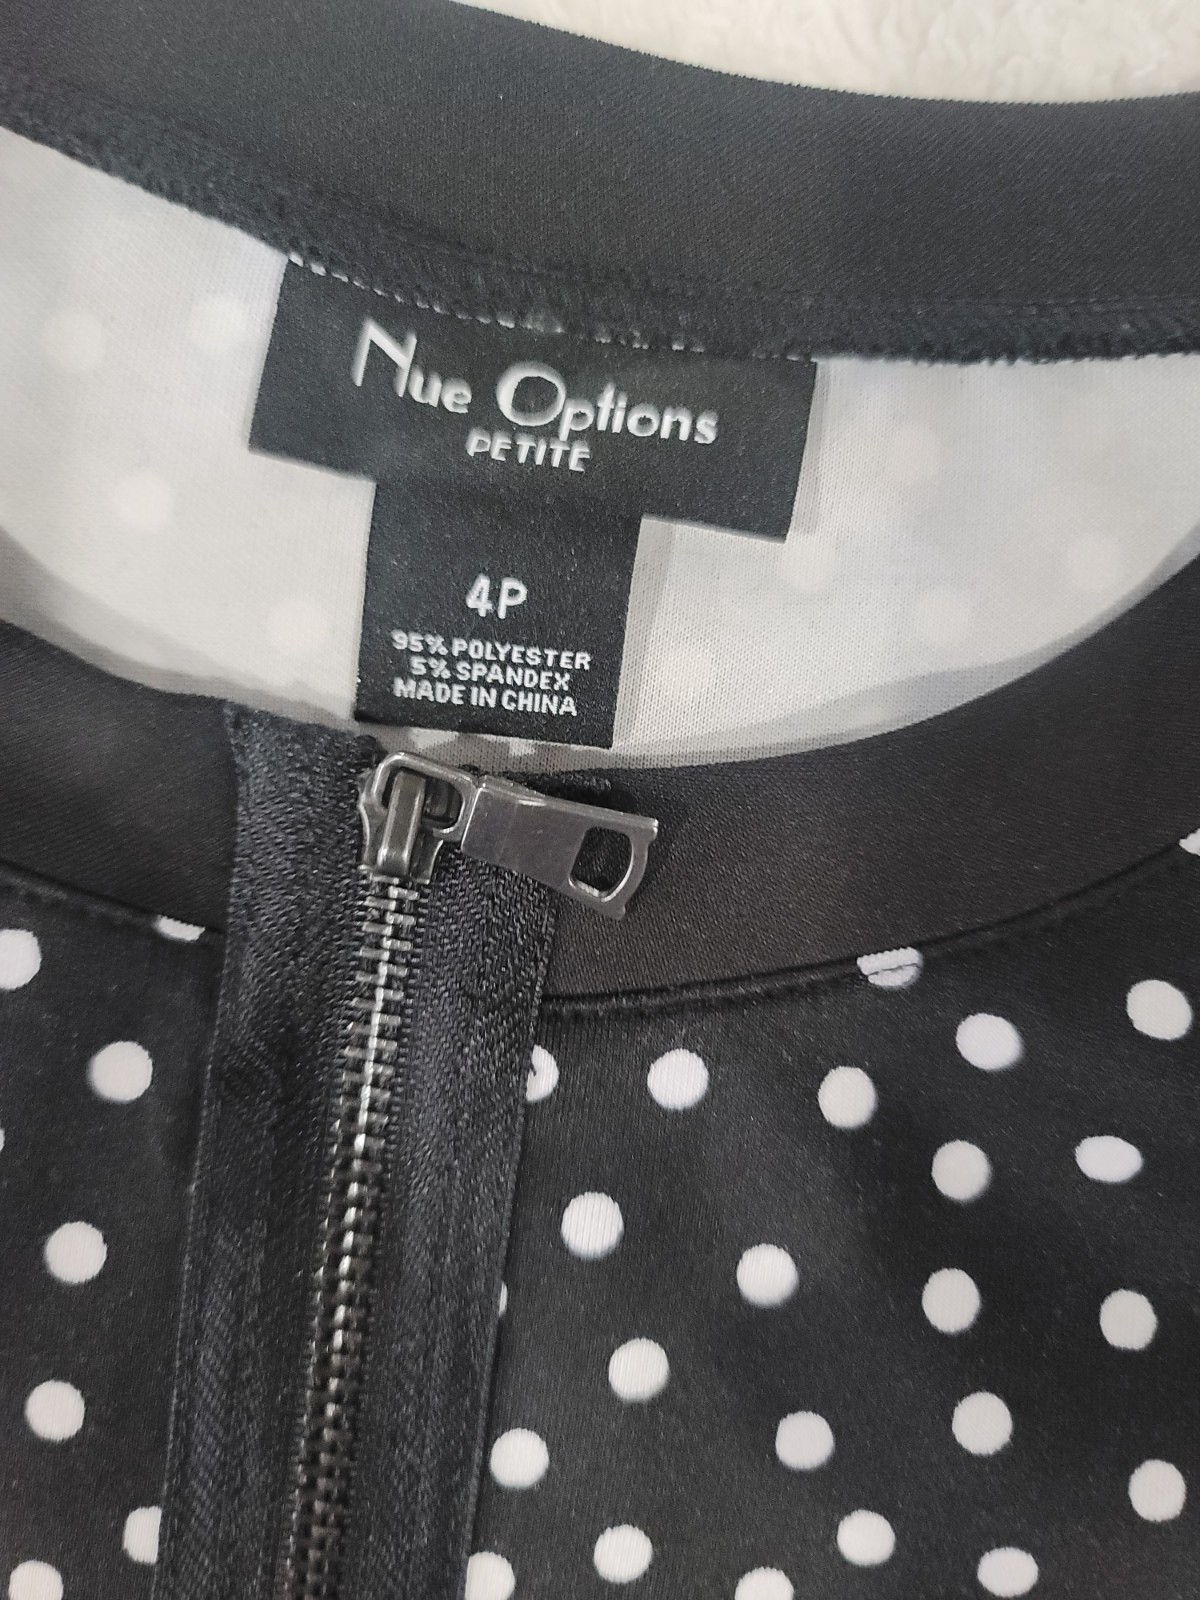 Nue Options
PETITE
4P
95% POLYESTER
5% SPANDEX
MADE IN CHINA